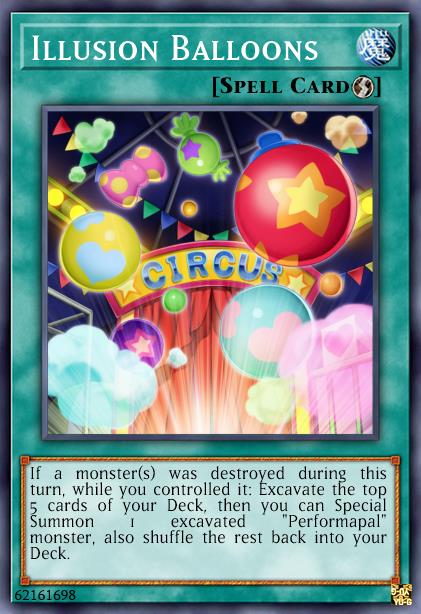 Illusion Balloons
[Spell Card]
CIRCUS
If a monster(s) was destroyed during this
turn, while you controlled it: Excavate the top
5 cards of your Deck, then you can Special
Summon 1 excavated "Performapal"
monster, also shuffle the rest back into your
Deck.
62161698